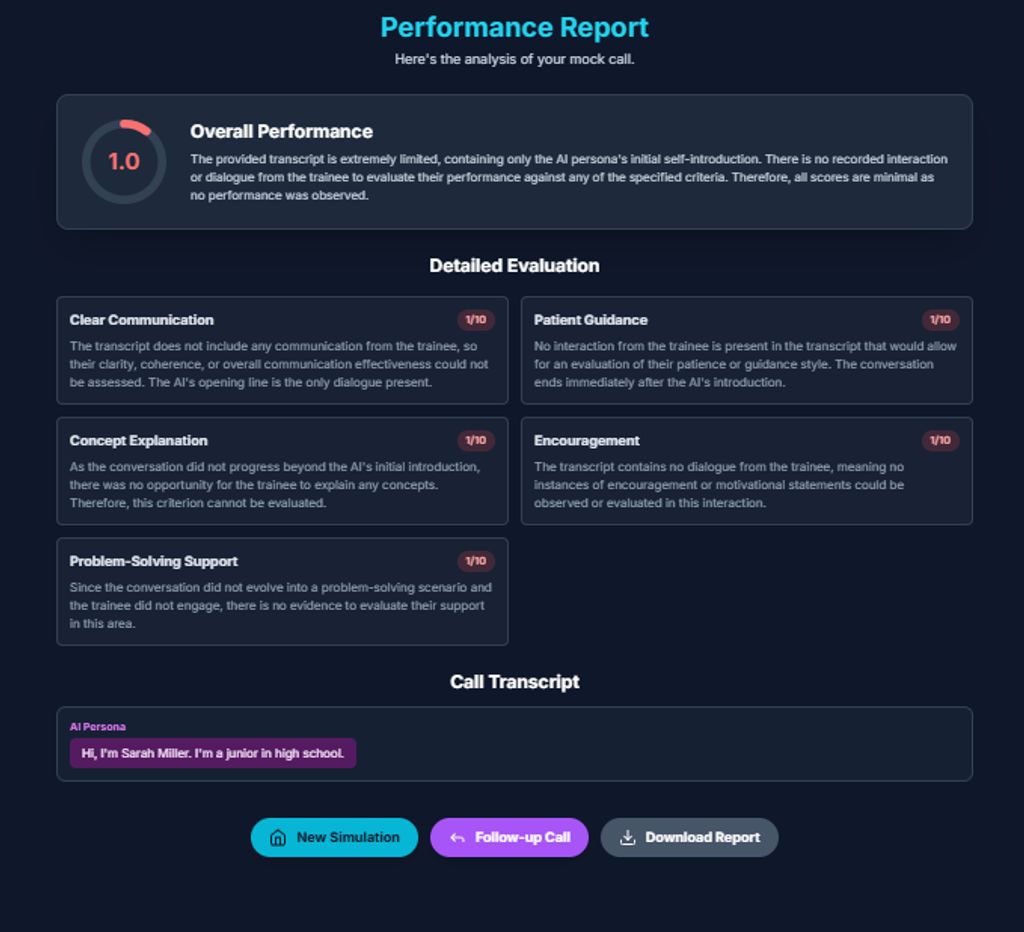 Performance Report
Here's the analysis of your mock call.
1.0
Overall Performance
The provided transcript is extremely limited, containing only the AI persona's initial self-introduction. There is no recorded interaction
or dialogue from the trainee to evaluate their performance against any of the specified criteria. Therefore, all scores are minimal as
no performance was observed.
Detailed Evaluation
Clear Communication
1/10
The transcript does not include any communication from the trainee, so
their clarity, coherence, or overall communication effectiveness could not
be assessed. The AI's opening line is the only dialogue present.
Patient Guidance
1/10
No interaction from the trainee is present in the transcript that would allow
for an evaluation of their patience or guidance style. The conversation
ends immediately after the AI's introduction.
Concept Explanation
1/10
As the conversation did not progress beyond the AI's initial introduction,
there was no opportunity for the trainee to explain any concepts.
Therefore, this criterion cannot be evaluated.
Encouragement
1/10
The transcript contains no dialogue from the trainee, meaning no
instances of encouragement or motivational statements could be
observed or evaluated in this interaction.
Problem-Solving Support
1/10
Since the conversation did not evolve into a problem-solving scenario and
the trainee did not engage, there is no evidence to evaluate their support
in this area.
Call Transcript
AI Persona
Hi, I'm Sarah Miller. I'm a junior in high school.
New Simulation
Follow-up Call
Download Report